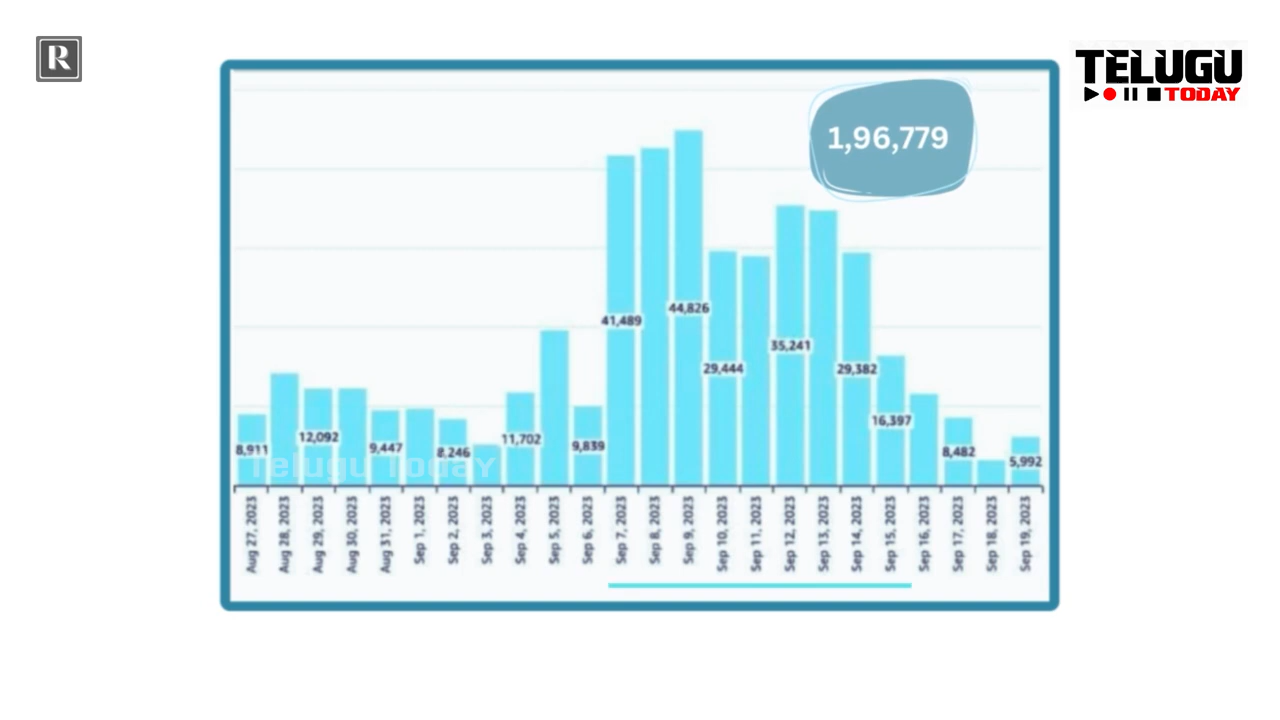 R
TELUGU
TODAY
1,96,779
44,826
41,489
35,241
29,444
29,382
16,397
12,092
11,702
9,839
9,447
8,911
8,246
8,482
5,992
Telugu Today
Aug 27, 2023
Aug 28, 2023
Aug 29, 2023
Aug 30, 2023
Aug 31, 2023
Sep 1, 2023
Sep 2, 2023
Sep 3, 2023
Sep 4, 2023
Sep 5, 2023
Sep 6, 2023
Sep 7, 2023
Sep 8, 2023
Sep 9, 2023
Sep 10, 2023
Sep 11, 2023
Sep 12, 2023
Sep 13, 2023
Sep 14, 2023
Sep 15, 2023
Sep 16, 2023
Sep 17, 2023
Sep 18, 2023
Sep 19, 2023